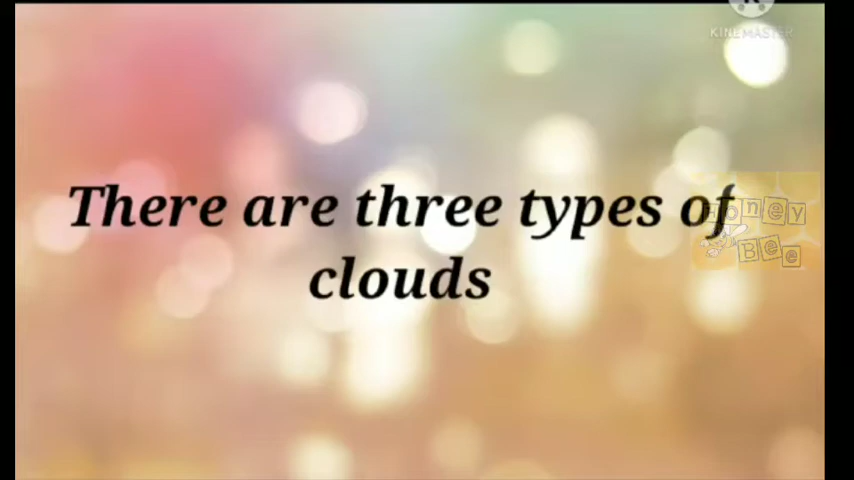 KINEMASTER
There are three types of
clouds
Honey
Bee